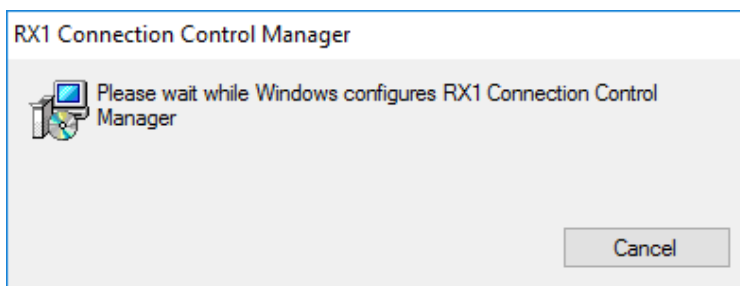 RX1 Connection Control Manager
Please wait while Windows configures RX1 Connection Control
Manager
Cancel